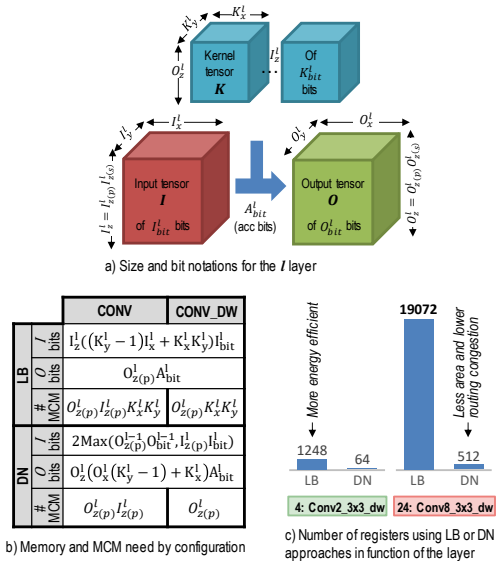 K_x^l
K_y^l
O_z^l
Kernel tensor K
I_z^l
...
Of K_bit^l bits
I_x^l
I_y^l
I_z^l = I_z(p)^l I_z(s)^l
Input tensor I of I_bit^l bits
A_bit^l (acc bits)
O_x^l
O_y^l
O_z^l = O_z(p)^l O_z(s)^l
Output tensor O of O_bit^l bits
a) Size and bit notations for the l layer
CONV CONV_DW
LB
I bits I_z^l((K_y^l − 1)I_x^l + K_x^l K_y^l)I_bit^l
O bits O_z(p)^l A_bit^l
# MCM O_z(p)^l I_z(p)^l K_x^l K_y^l O_z(p)^l K_x^l K_y^l
DN
I bits 2Max(O_z(p)^{l−1} O_bit^{l−1}, I_z(p)^l I_bit^l)
O bits O_z^l(O_x^l(K_y^l − 1) + K_x^l)A_bit^l
# MCM O_z(p)^l I_z(p)^l O_z(p)^l
b) Memory and MCM need by configuration
More energy efficient
19072
Less area and lower routing congestion
1248
64
512
LB DN LB DN
4: Conv2_3x3_dw 24: Conv8_3x3_dw
c) Number of registers using LB or DN
approaches in function of the layer